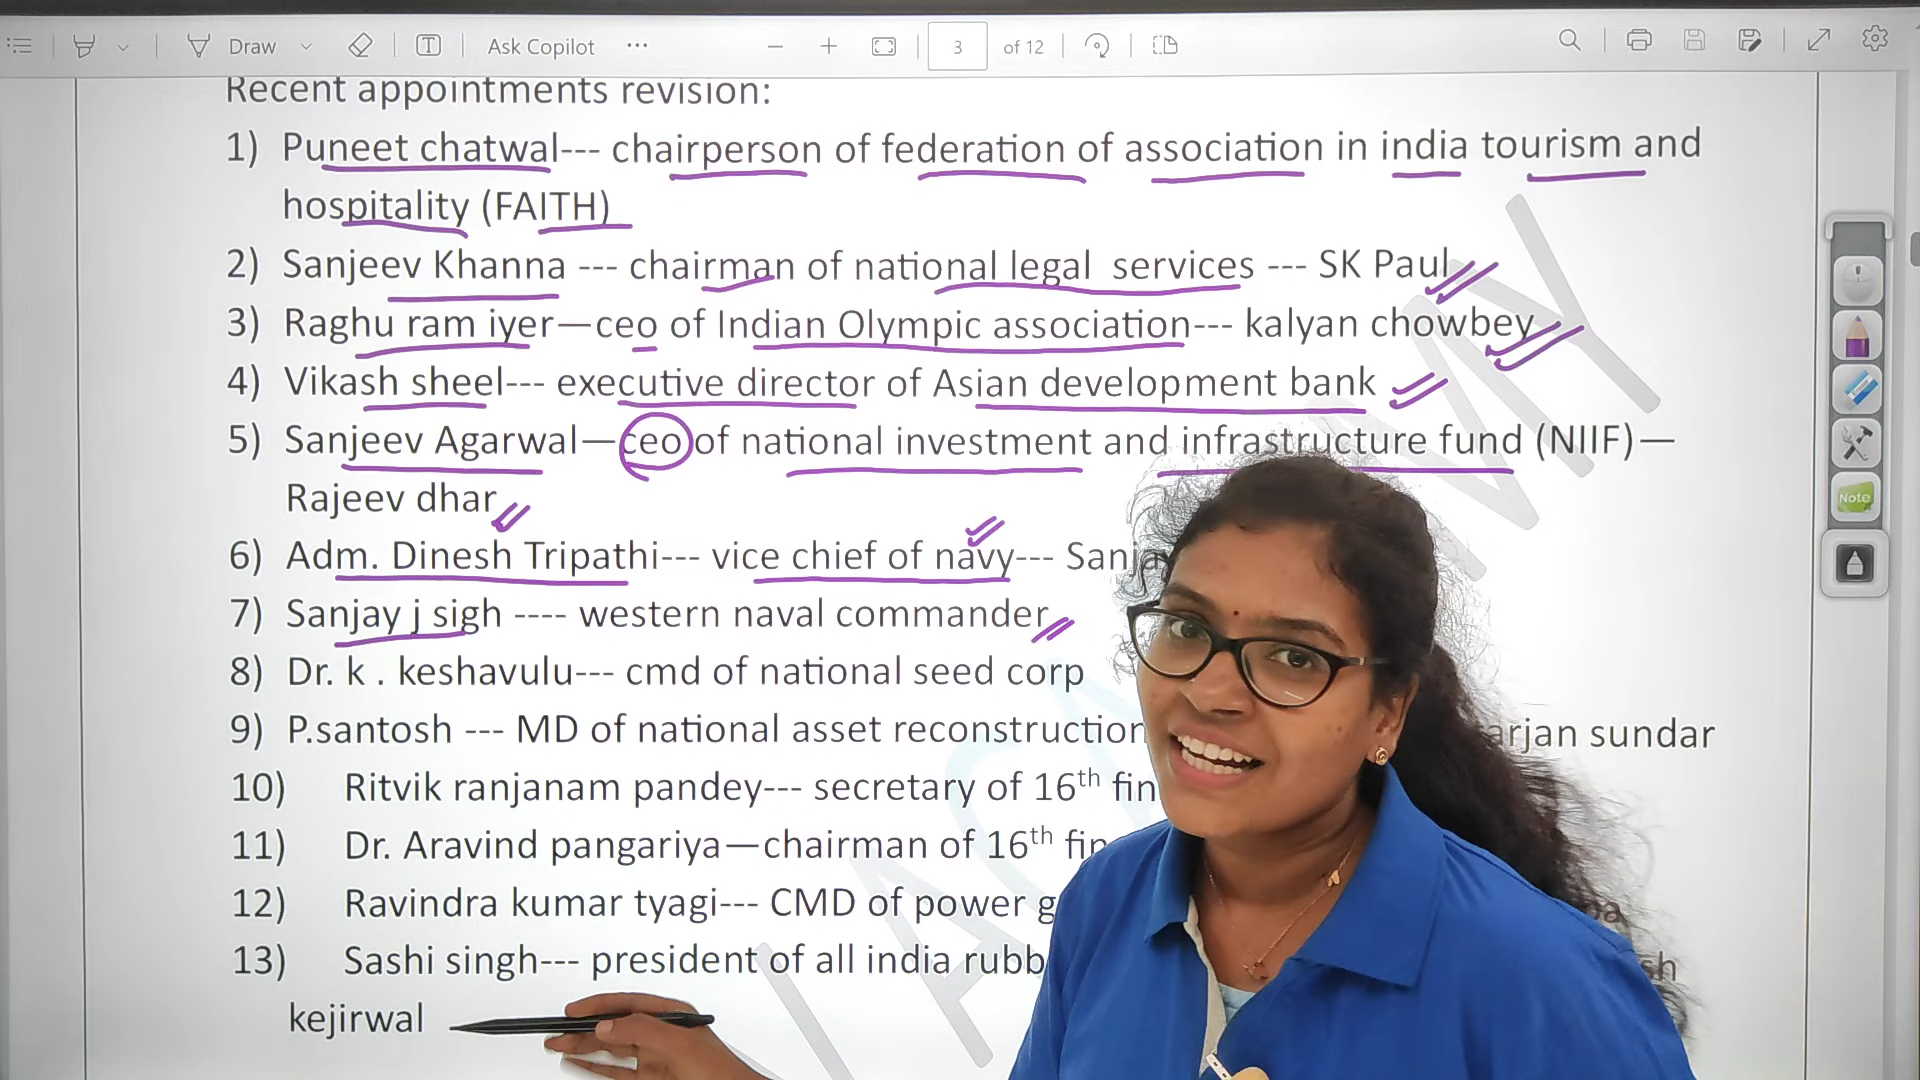 Draw
Ask Copilot
3 of 12
Recent appointments revision:
1) Puneet chatwal--- chairperson of federation of association in india tourism and
hospitality (FAITH)
2) Sanjeev Khanna --- chairman of national legal services --- SK Paul
3) Raghu ram iyer—ceo of Indian Olympic association--- kalyan chowbey
4) Vikash sheel--- executive director of Asian development bank
5) Sanjeev Agarwal—ceo of national investment and infrastructure fund (NIIF)—
Rajeev dhar
6) Adm. Dinesh Tripathi--- vice chief of navy---
7) Sanjay j sigh ---- western naval commander
8) Dr. k . keshavulu--- cmd of national seed corp
9) P.santosh --- MD of national asset reconstruction sundar
10) Ritvik ranjanam pandey--- secretary of 16th
11) Dr. Aravind pangariya—chairman of 16th
12) Ravindra kumar tyagi--- CMD of power
13) Sashi singh--- president of all india
kejirwal
Note